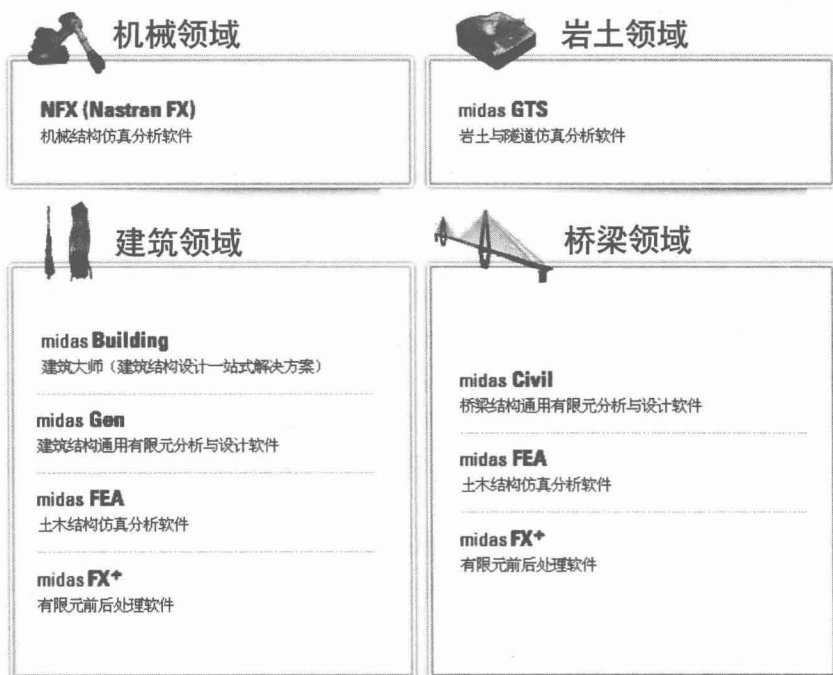 机械领域
NFX (Nastran FX)
机械结构仿真分析软件
岩土领域
midas GTS
岩土与隧道仿真分析软件
建筑领域
midas Building
建筑大师（建筑结构设计一站式解决方案）
midas Gen
建筑结构通用有限元分析与设计软件
midas FEA
土木结构仿真分析软件
midas FX+
有限元前后处理软件
桥梁领域
midas Civil
桥梁结构通用有限元分析与设计软件
midas FEA
土木结构仿真分析软件
midas FX+
有限元前后处理软件